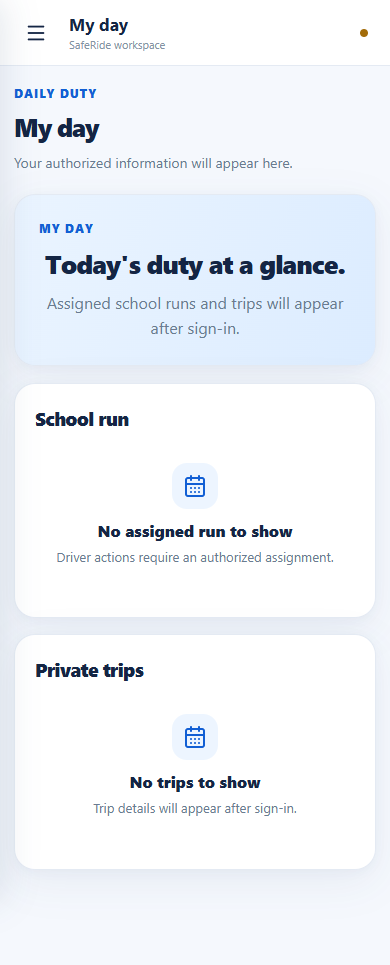 My day
SafeRide workspace
DAILY DUTY
My day
Your authorized information will appear here.
MY DAY
Today's duty at a glance.
Assigned school runs and trips will appear
after sign-in.
School run
No assigned run to show
Driver actions require an authorized assignment.
Private trips
No trips to show
Trip details will appear after sign-in.